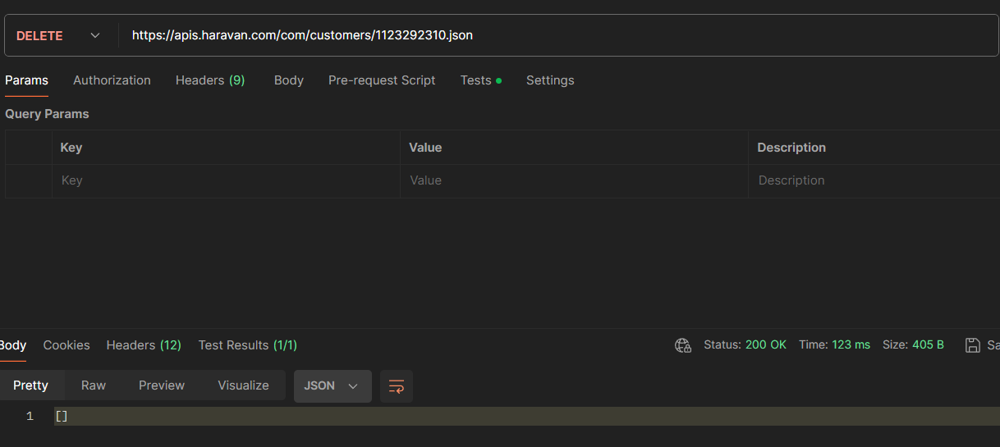 DELETE https://apis.haravan.com/com/customers/1123292310.json
Params Authorization Headers (9) Body Pre-request Script Tests Settings
Query Params
Key Value Description
Key Value Description
Body Cookies Headers (12) Test Results (1/1) Status: 200 OK Time: 123 ms Size: 405 B Sa
Pretty Raw Preview Visualize JSON
1 []